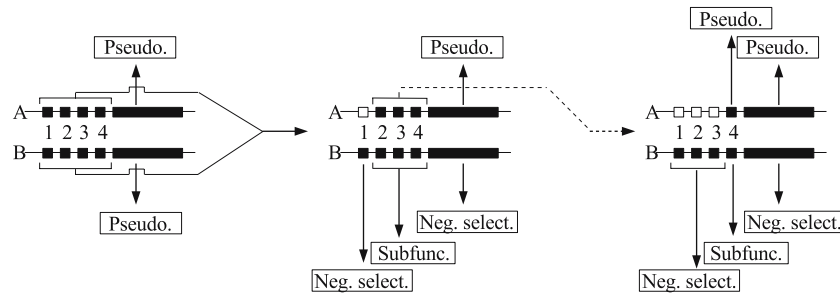 Pseudo.
Pseudo.
Pseudo.
Pseudo.
A
A
A
1 2 3 4
1 2 3 4
1 2 3 4
B
B
B
Pseudo.
Neg. select.
Subfunc.
Neg. select.
Neg. select.
Subfunc.
Neg. select.